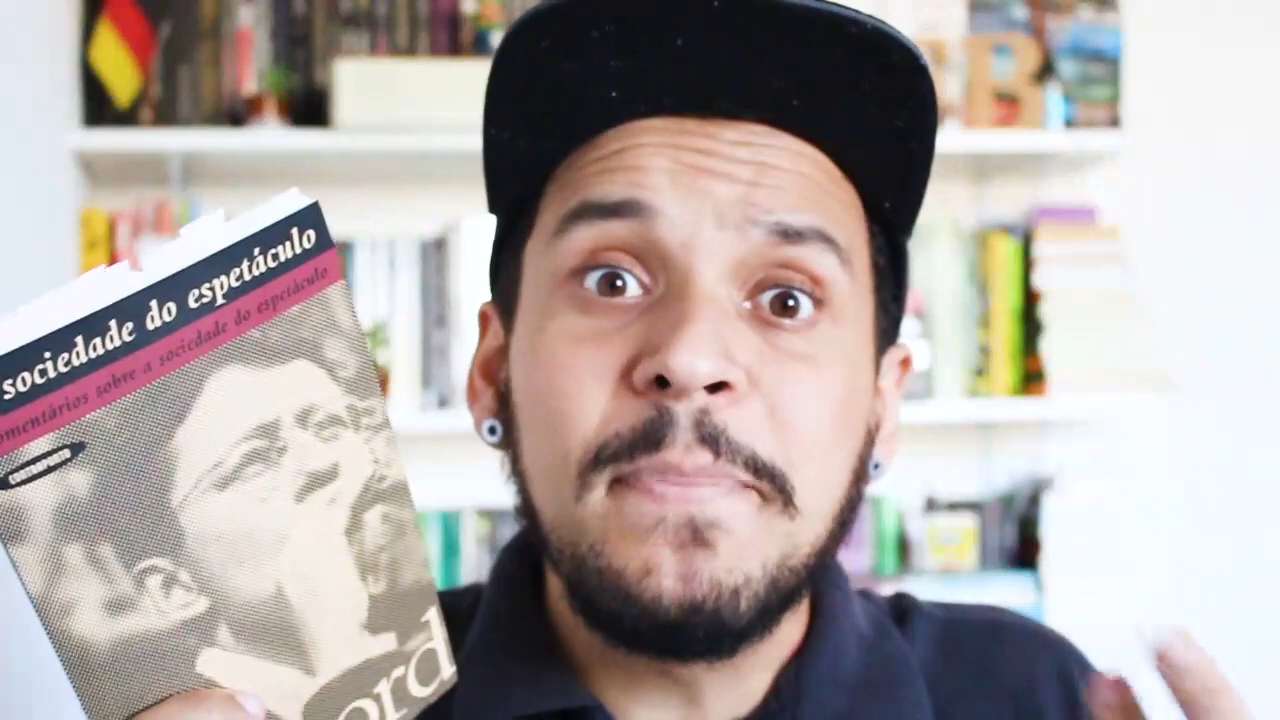 sociedade do espetáculo
omentários sobre a sociedade do espetáculo
CONTRAPONTO
ord
B